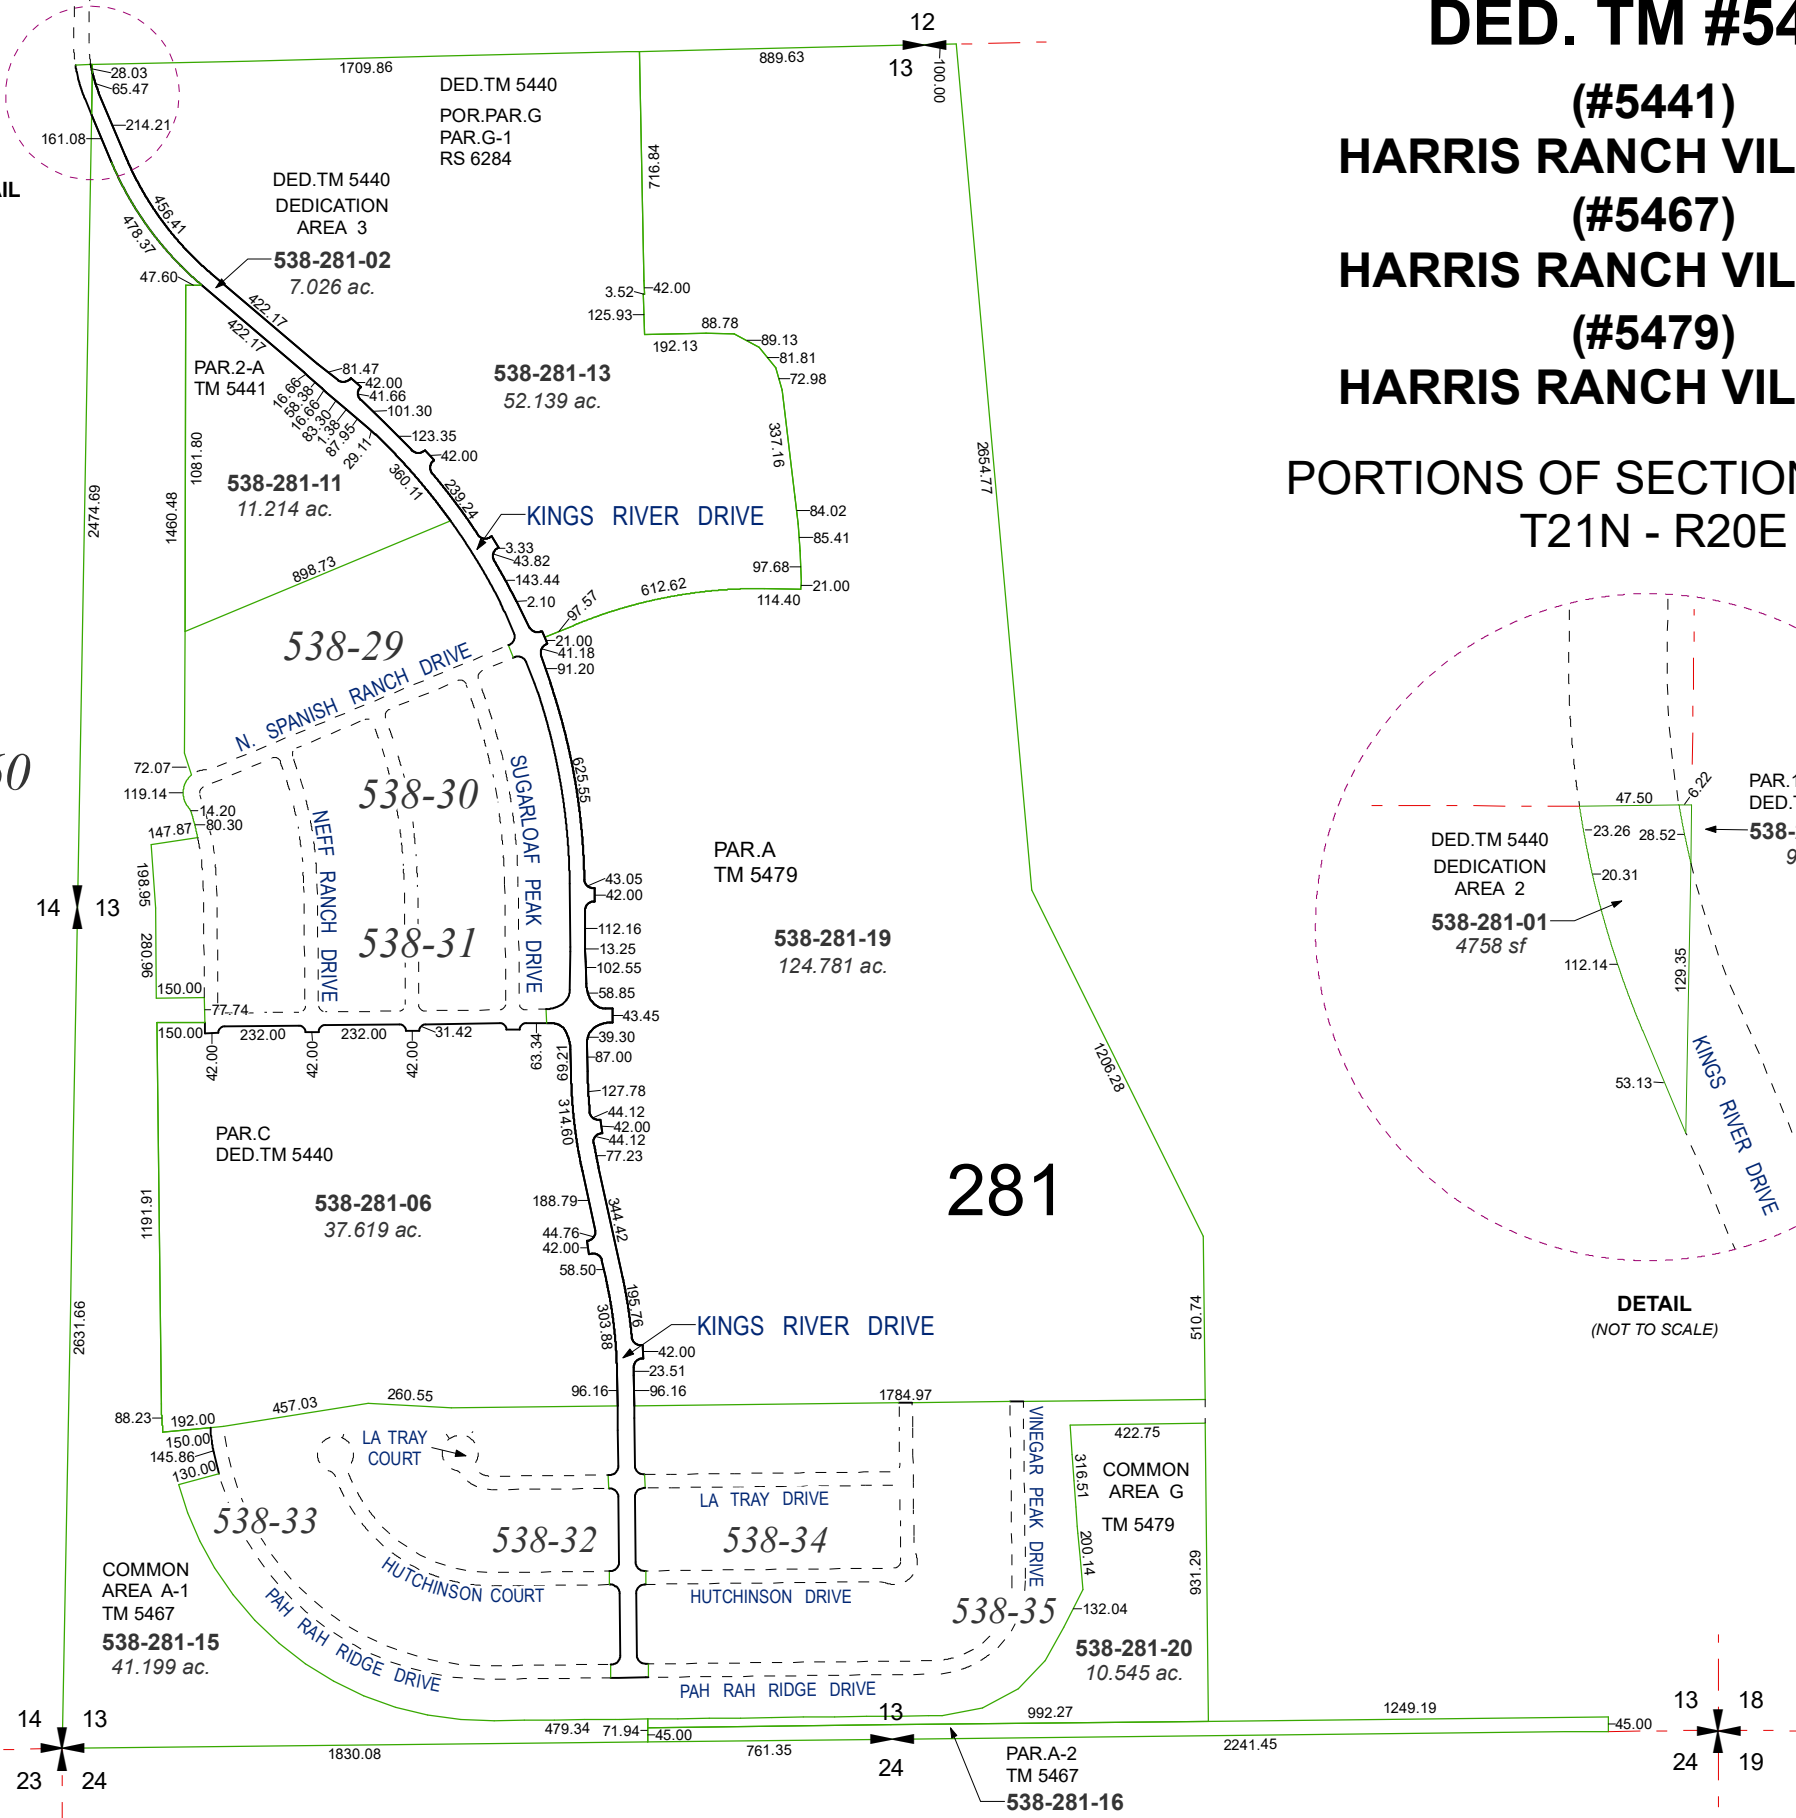 DED. TM #54
(#5441)
HARRIS RANCH VIL
(#5467)
HARRIS RANCH VIL
(#5479)
HARRIS RANCH VIL
PORTIONS OF SECTION
T21N - R20E
12
13
100.00
1709.86
889.63
28.03
65.47
214.21
161.08
IL
DED.TM 5440
POR.PAR.G
PAR.G-1
RS 6284
716.84
DED.TM 5440
DEDICATION
AREA 3
538-281-02
7.026 ac.
456.41
478.37
47.60
422.17
422.17
3.52
42.00
125.93
192.13
88.78
89.13
81.81
72.98
337.16
84.02
85.41
97.68
21.00
114.40
612.62
97.57
2654.77
538-281-13
52.139 ac.
PAR.2-A
TM 5441
16.66
58.38
16.66
83.30
1.38
87.95
29.11
81.47
42.00
41.66
101.30
123.35
42.00
360.11
239.24
1081.80
1460.48
2474.69
538-281-11
11.214 ac.
KINGS RIVER DRIVE
3.33
43.82
143.44
2.10
21.00
41.18
91.20
898.73
538-29
N. SPANISH RANCH DRIVE
60
72.07
119.14
14.20
80.30
147.87
198.95
280.96
150.00
77.74
150.00
538-30
538-31
NEFF RANCH DRIVE
SUGARLOAF PEAK DRIVE
625.55
PAR.A
TM 5479
538-281-19
124.781 ac.
43.05
42.00
112.16
13.25
102.55
58.85
43.45
39.30
87.00
127.78
44.12
42.00
44.12
77.23
14 13
232.00
232.00
31.42
42.00
42.00
42.00
63.34
69.21
314.60
188.79
344.42
44.76
42.00
58.50
303.88
195.76
1206.28
281
PAR.C
DED.TM 5440
538-281-06
37.619 ac.
1191.91
2631.66
KINGS RIVER DRIVE
42.00
23.51
96.16
96.16
510.74
1784.97
88.23
192.00
457.03
260.55
150.00
145.86
130.00
LA TRAY
COURT
LA TRAY DRIVE
VINEGAR PEAK DRIVE
422.75
316.51
COMMON
AREA G
TM 5479
200.14
931.29
132.04
538-281-20
10.545 ac.
538-33
538-32
538-34
538-35
HUTCHINSON COURT
HUTCHINSON DRIVE
PAH RAH RIDGE DRIVE
PAH RAH RIDGE DRIVE
COMMON
AREA A-1
TM 5467
538-281-15
41.199 ac.
14 13
23 24
1830.08
479.34
71.94
45.00
761.35
13
24
992.27
1249.19
45.00
2241.45
PAR.A-2
TM 5467
538-281-16
13 18
24 19
47.50
6.22
PAR.1
DED.T
538-
9
23.26
28.52
DED.TM 5440
DEDICATION
AREA 2
538-281-01
4758 sf
20.31
112.14
129.35
53.13
KINGS RIVER DRIVE
DETAIL
(NOT TO SCALE)